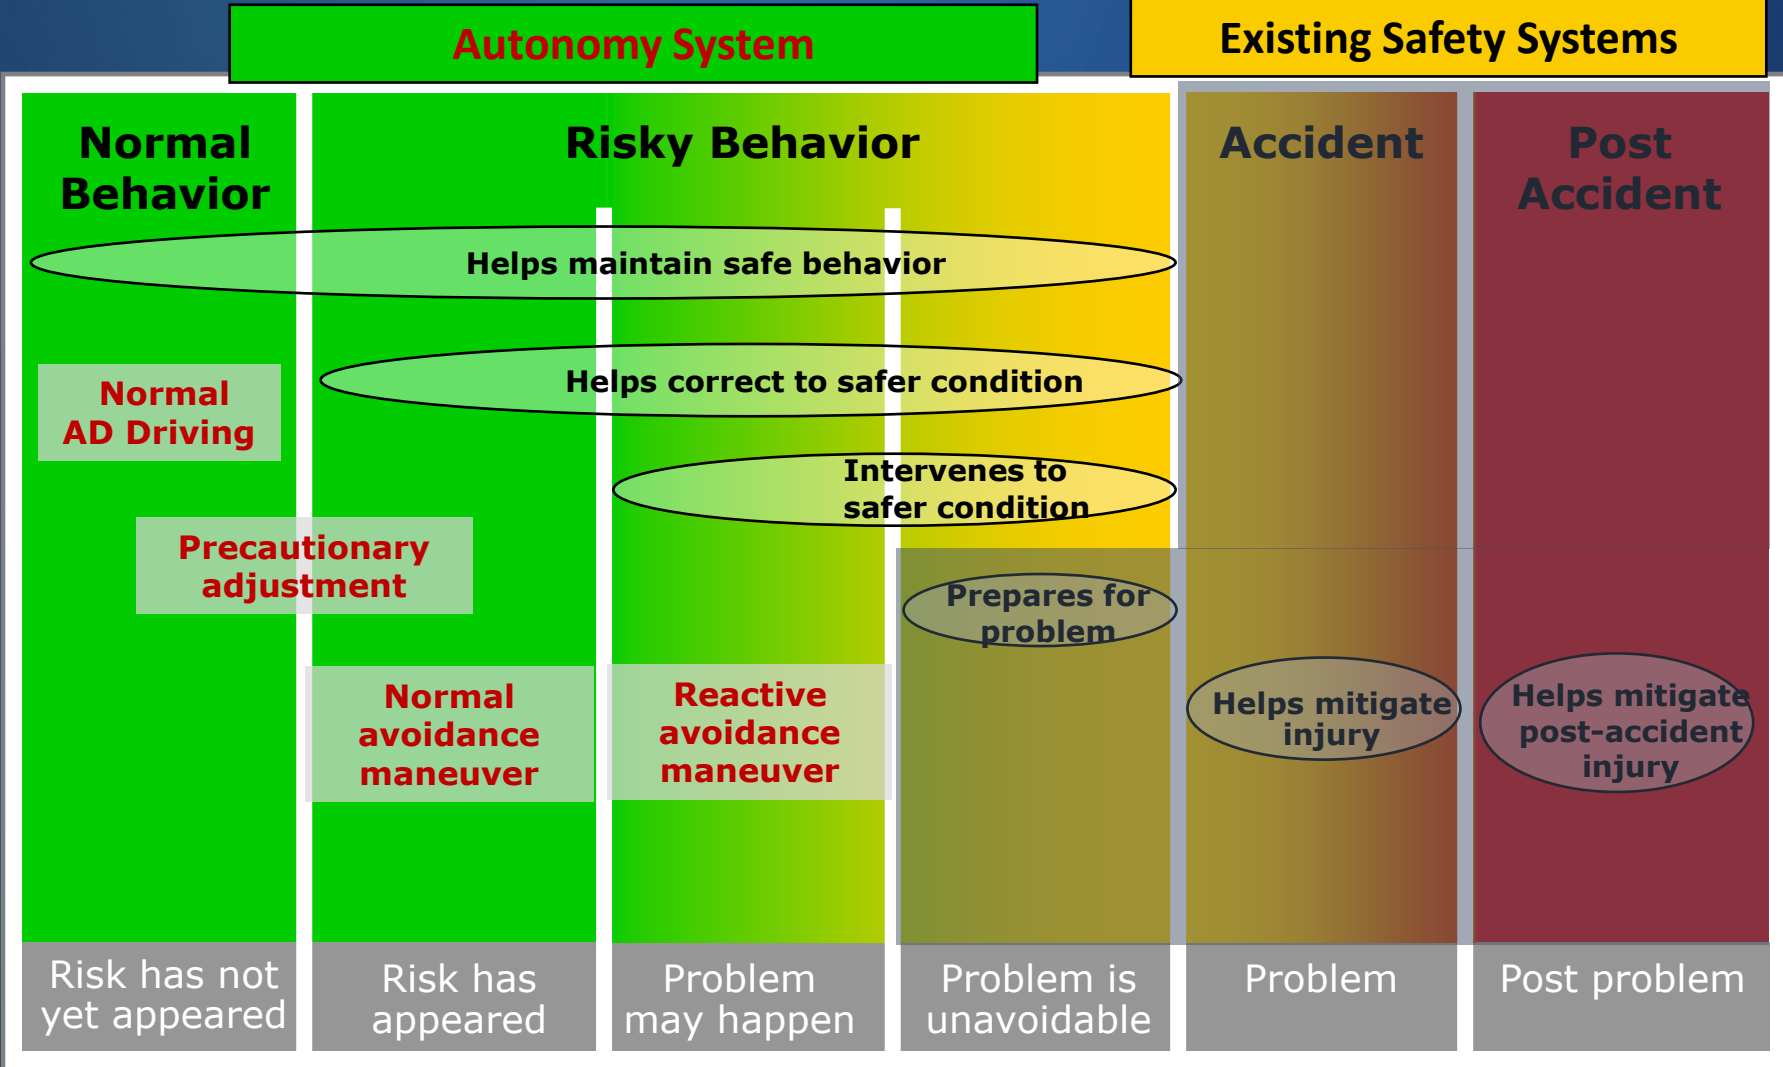 Autonomy System
Existing Safety Systems
Normal
Behavior
Risky Behavior
Accident
Post
Accident
Helps maintain safe behavior
Helps correct to safer condition
Normal
AD Driving
Intervenes to
safer condition
Precautionary
adjustment
Prepares for
problem
Normal
avoidance
maneuver
Reactive
avoidance
maneuver
Helps mitigate
injury
Helps mitigate
post-accident
injury
Risk has not
yet appeared
Risk has
appeared
Problem
may happen
Problem is
unavoidable
Problem
Post problem